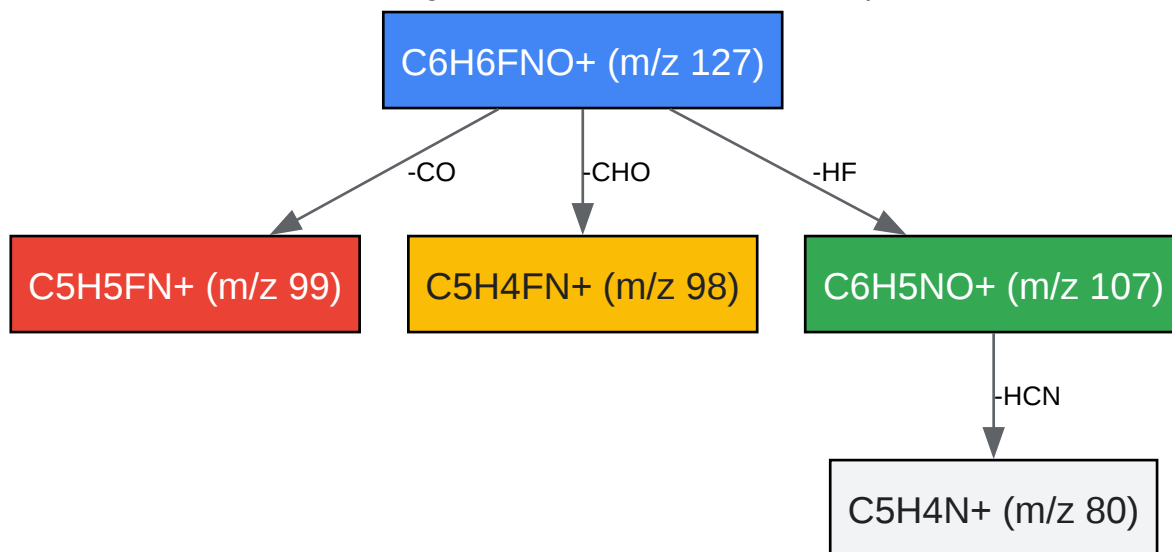 C6H6FNO+ (m/z 127)
-CO
-CHO
-HF
C5H5FN+ (m/z 99)
C5H4FN+ (m/z 98)
C6H5NO+ (m/z 107)
-HCN
C5H4N+ (m/z 80)